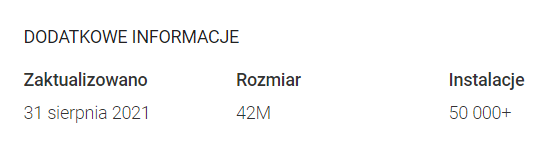 DODATKOWE INFORMACJE
Zaktualizowano Rozmiar Instalacje
31 sierpnia 2021 42M 50 000+